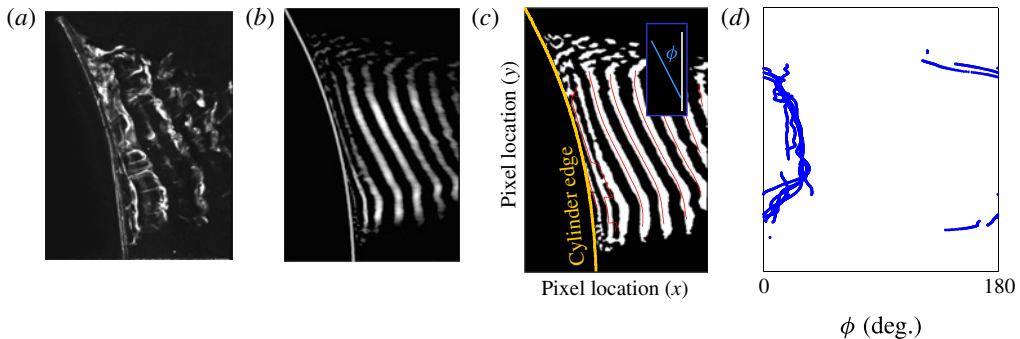 (a)
(b)
(c)
(d)
Pixel location (y)
ϕ
Cylinder edge
Pixel location (x)
0
180
ϕ (deg.)